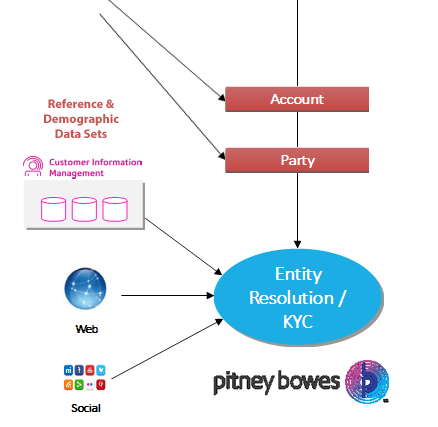 Account
Reference &
Demographic
Data Sets
Party
Customer Information
Management
Entity
Resolution /
KYC
Web
pitney bowes
Social